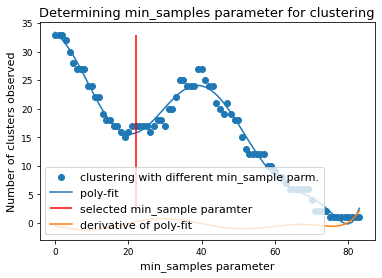 Determining min_samples parameter for clustering
Number of clusters observed
35
30
25
20
15
10
5
0
clustering with different min_sample parm.
poly-fit
selected min_sample paramter
derivative of poly-fit
0
20
40
60
80
min_samples parameter